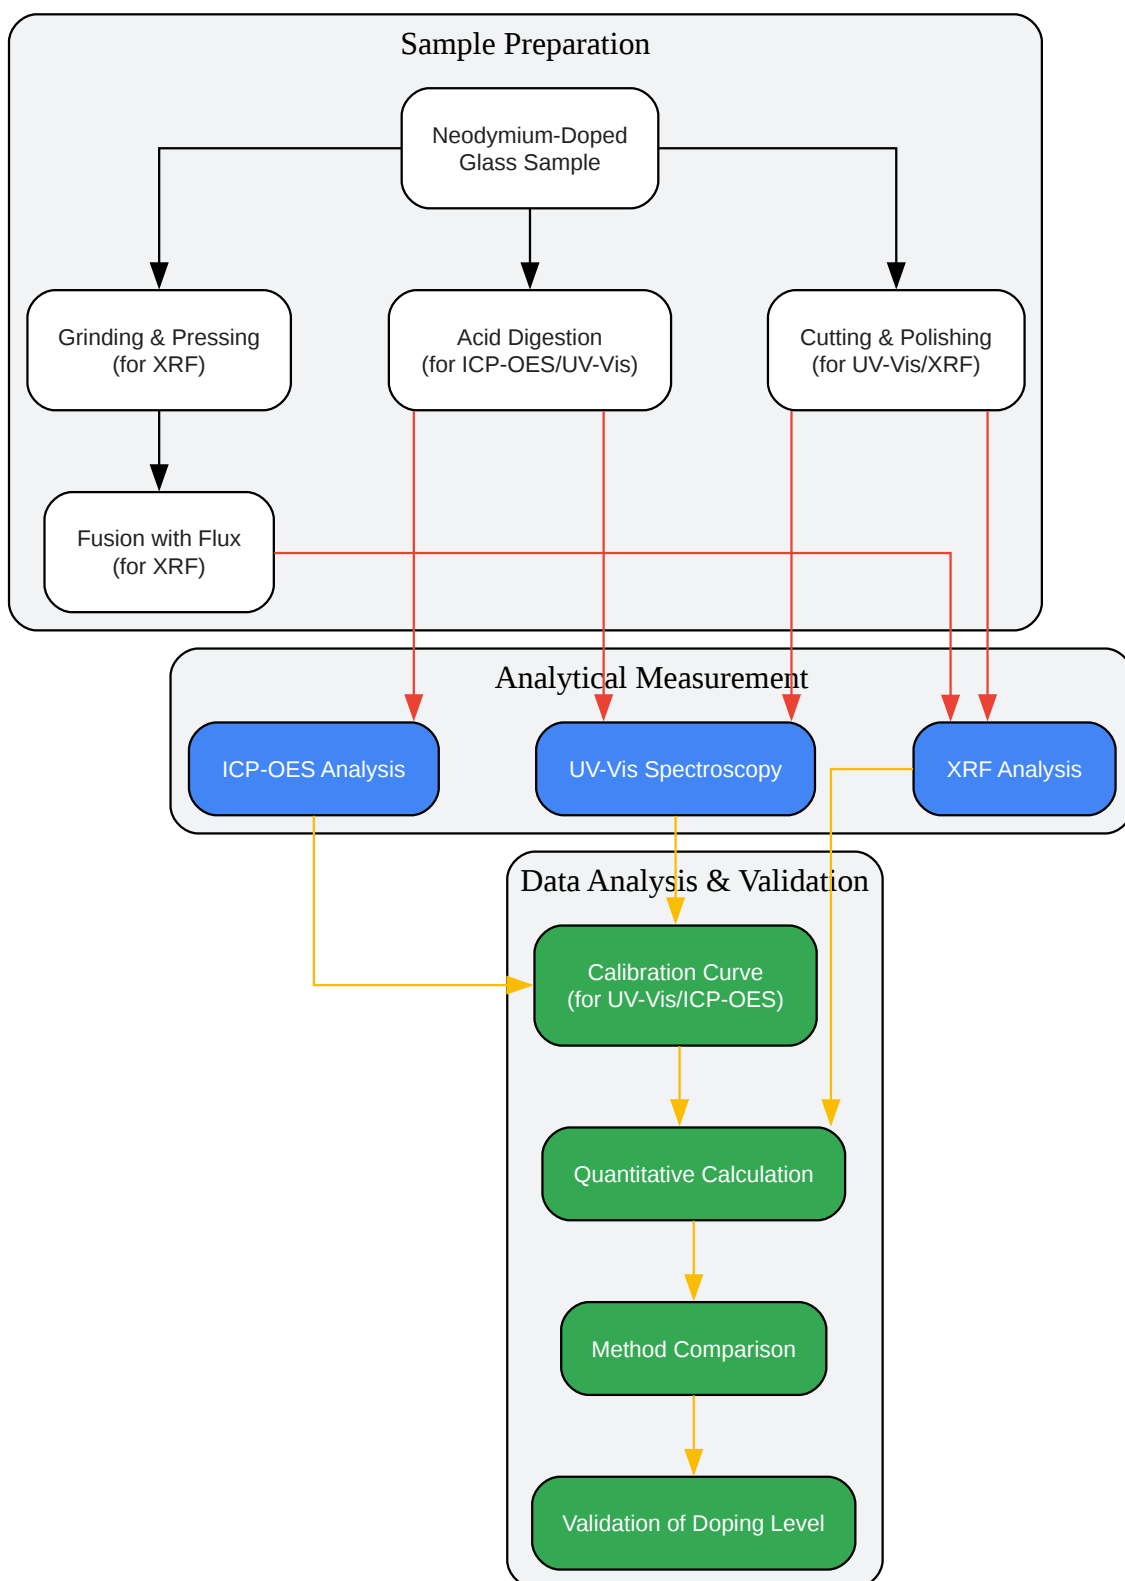 Sample Preparation
Neodymium-Doped
Glass Sample
Grinding & Pressing
(for XRF)
Acid Digestion
(for ICP-OES/UV-Vis)
Cutting & Polishing
(for UV-Vis/XRF)
Fusion with Flux
(for XRF)
Analytical Measurement
ICP-OES Analysis
UV-Vis Spectroscopy
XRF Analysis
Data Analysis & Validation
Calibration Curve
(for UV-Vis/ICP-OES)
Quantitative Calculation
Method Comparison
Validation of Doping Level